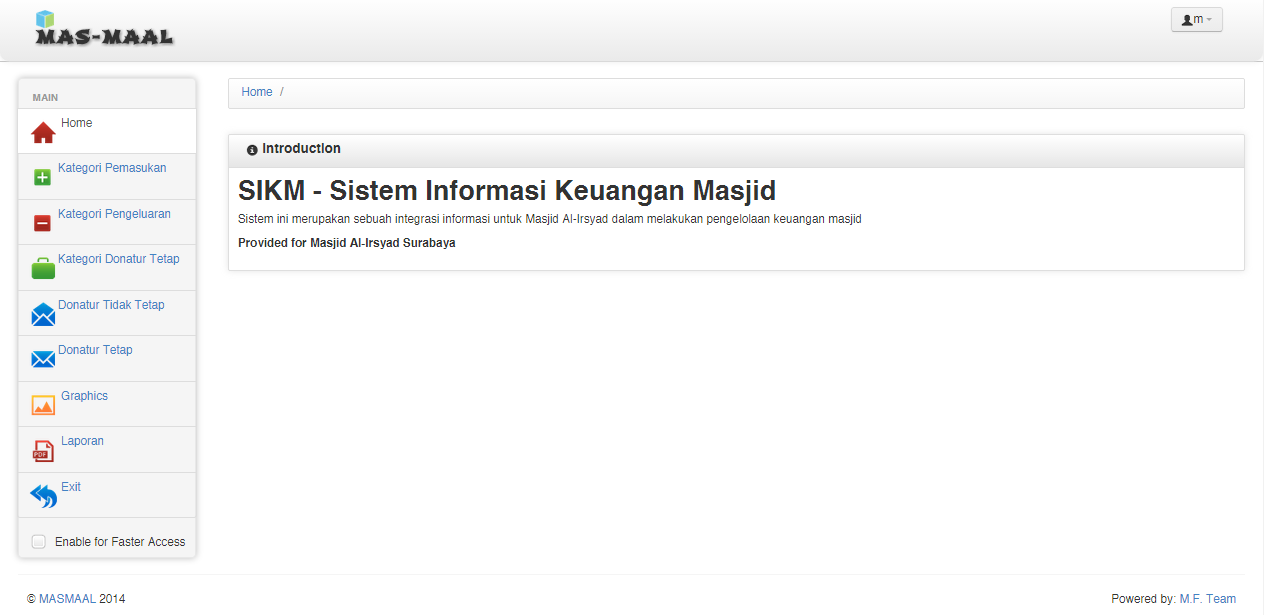 MAS-MAAL
m
MAIN
Home
Kategori Pemasukan
Kategori Pengeluaran
Kategori Donatur Tetap
Donatur Tidak Tetap
Donatur Tetap
Graphics
PDF
Laporan
Exit
Enable for Faster Access
Home /
Introduction
SIKM - Sistem Informasi Keuangan Masjid
Sistem ini merupakan sebuah integrasi informasi untuk Masjid Al-Irsyad dalam melakukan pengelolaan keuangan masjid
Provided for Masjid Al-Irsyad Surabaya
© MASMAAL 2014
Powered by: M.F. Team